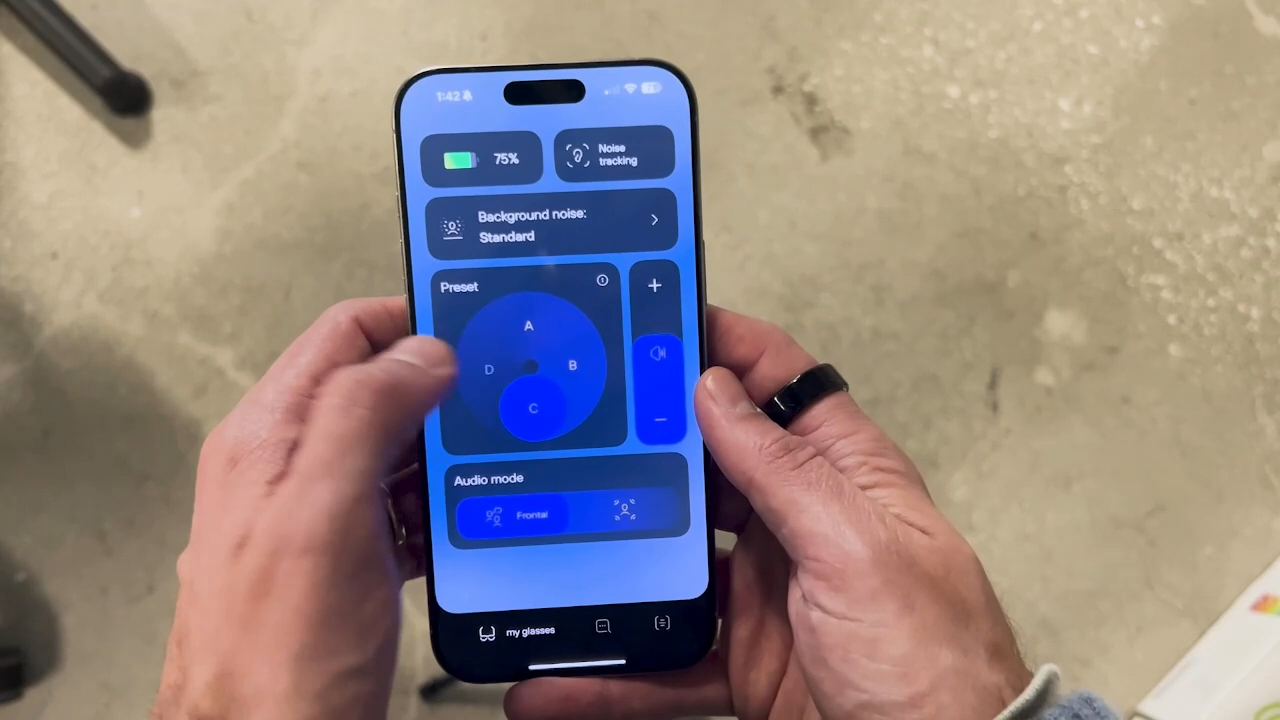 1:42
75%
Noise
tracking
Background noise:
Standard
Preset
A
B
C
D
+
−
Audio mode
Frontal
my glasses